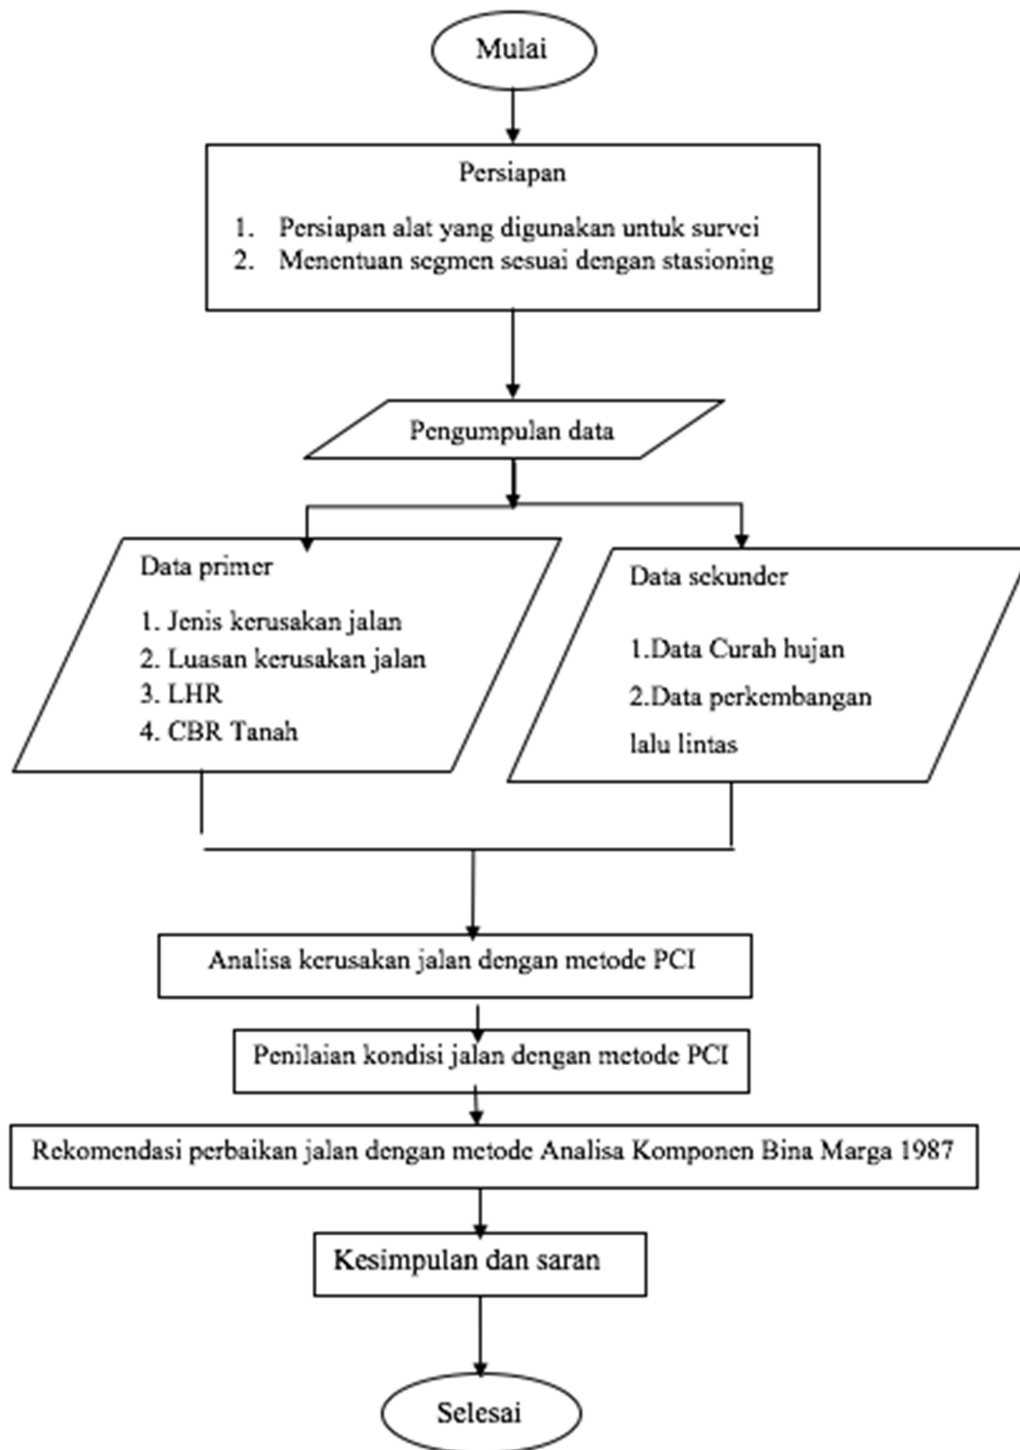 Mulai
Persiapan
1. Persiapan alat yang digunakan untuk survei
2. Menentuan segmen sesuai dengan stasioning
Pengumpulan data
Data primer
1. Jenis kerusakan jalan
2. Luasan kerusakan jalan
3. LHR
4. CBR Tanah
Data sekunder
1.Data Curah hujan
2.Data perkembangan
lalu lintas
Analisa kerusakan jalan dengan metode PCI
Penilaian kondisi jalan dengan metode PCI
Rekomendasi perbaikan jalan dengan metode Analisa Komponen Bina Marga 1987
Kesimpulan dan saran
Selesai